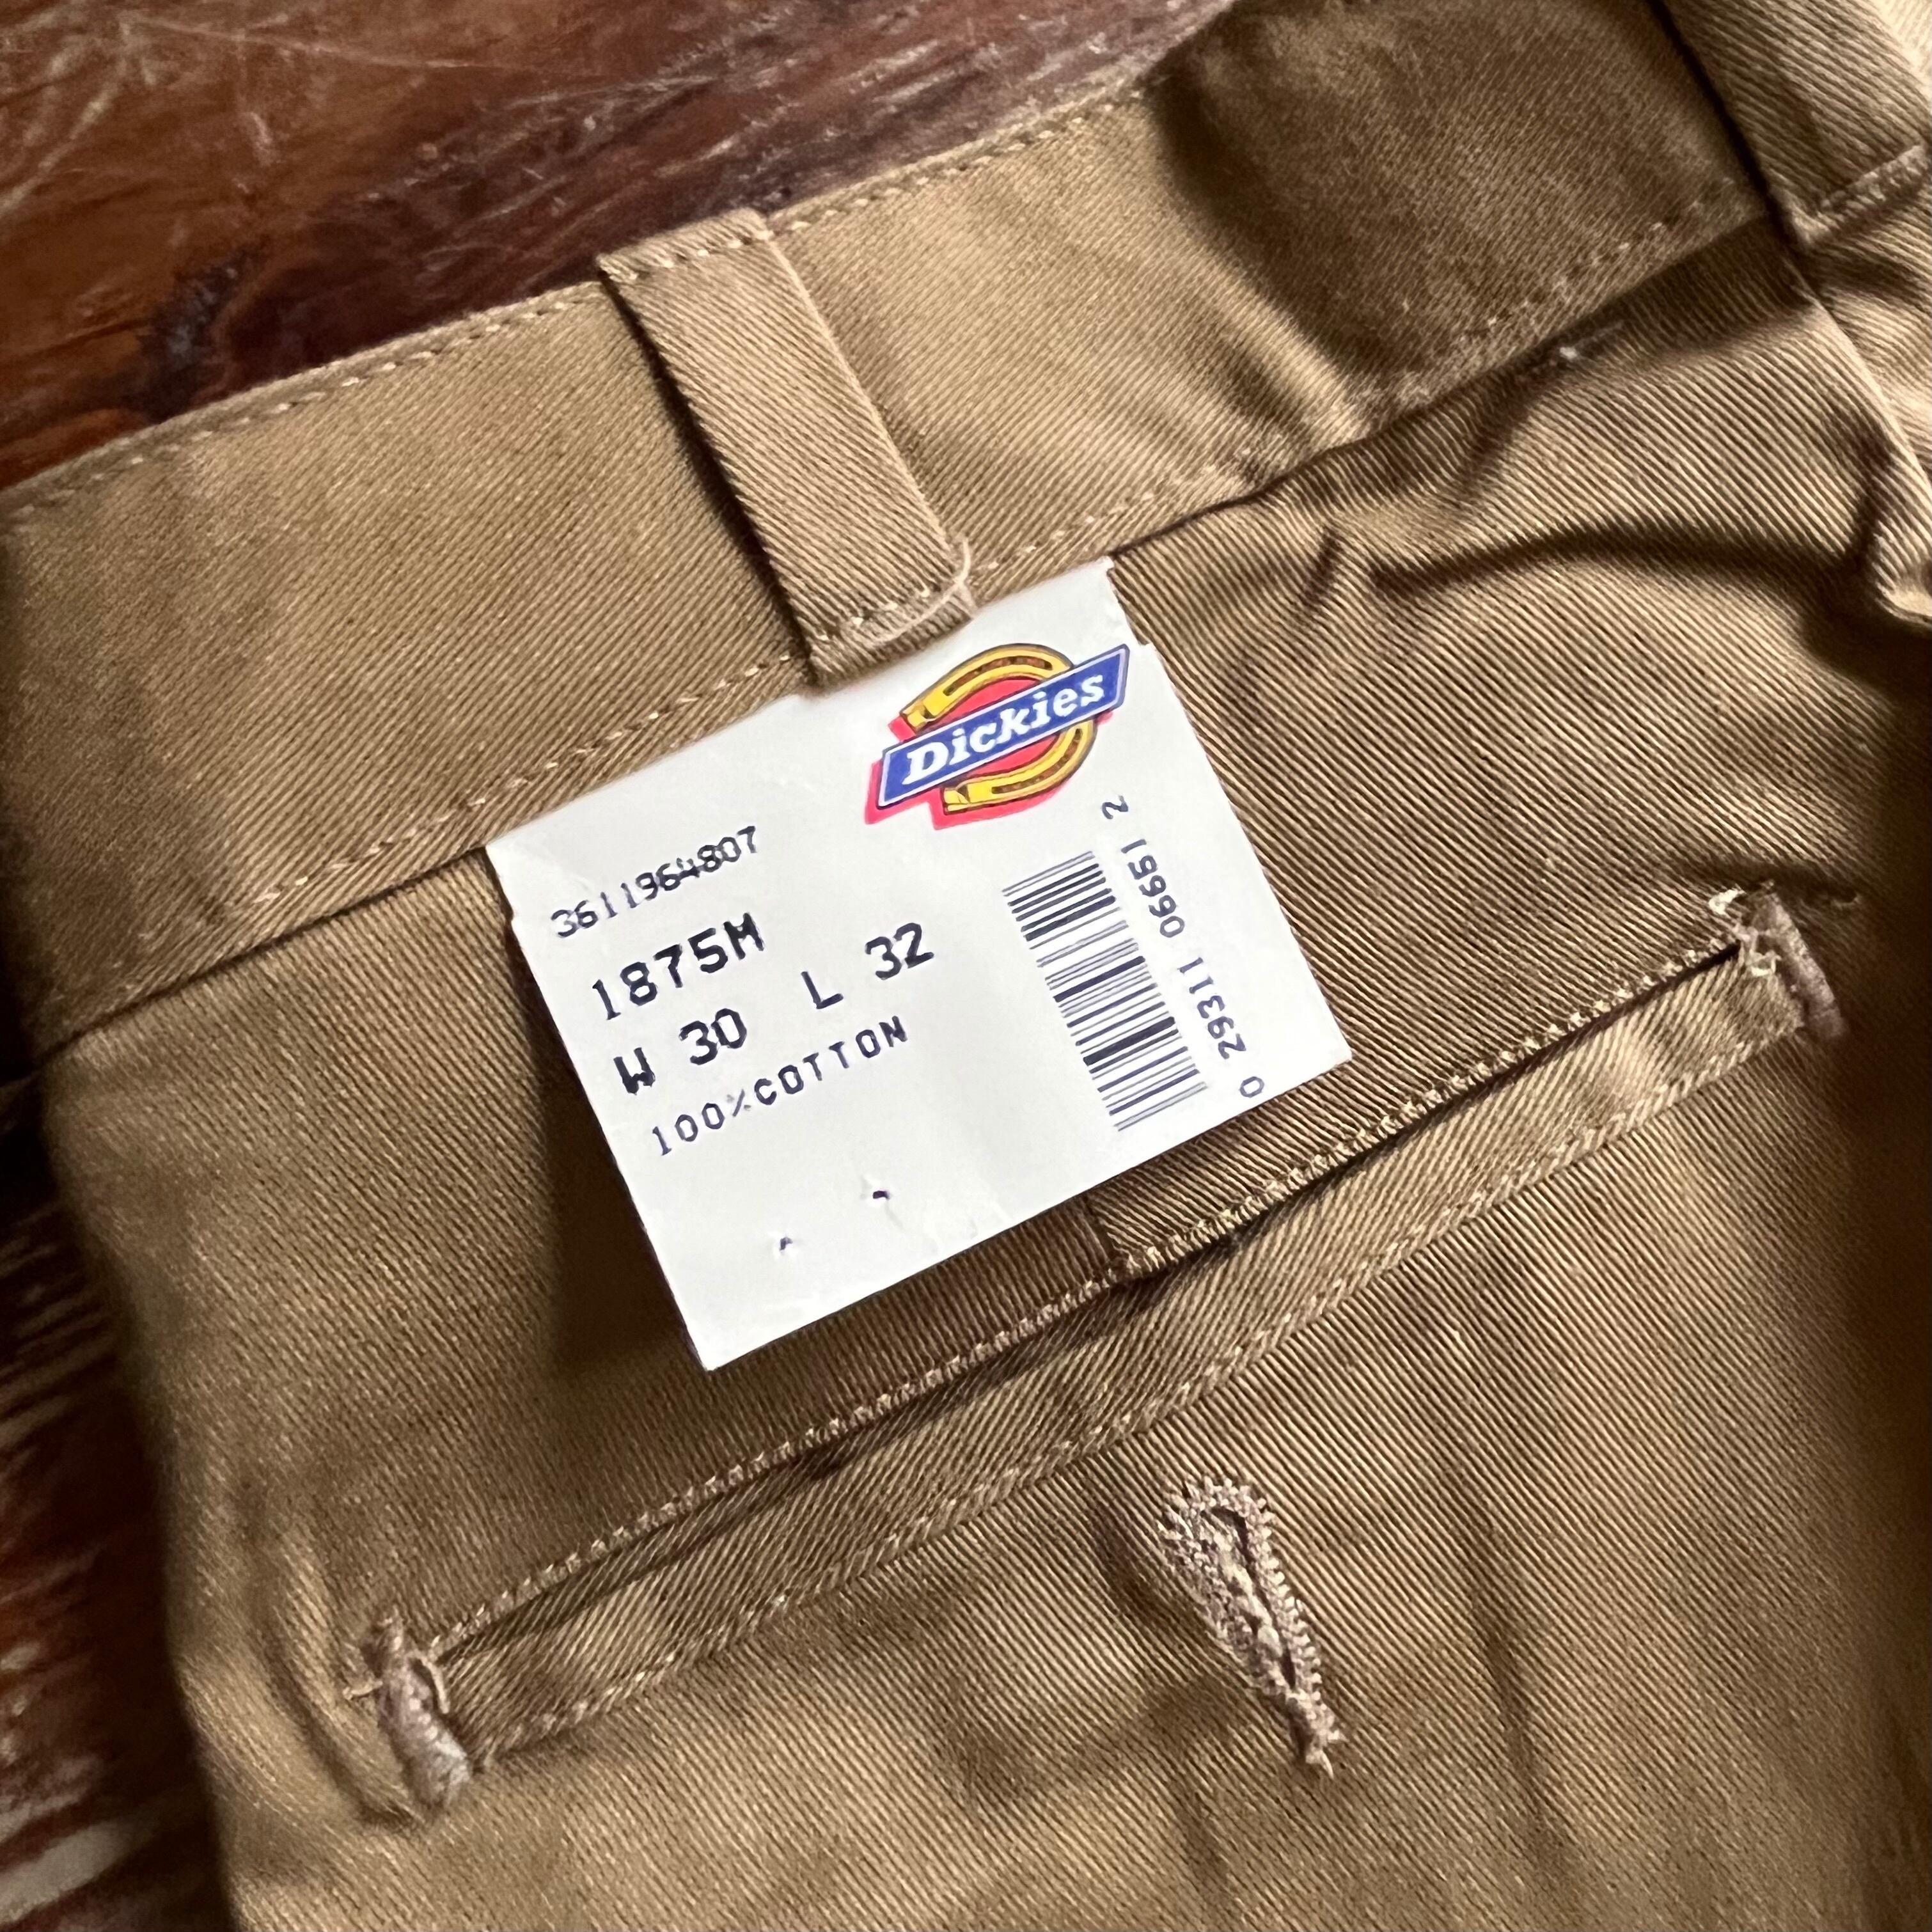 Dickies
3611964807
1875M
W 30 L 32
100%COTTON
0 29311 06651 2